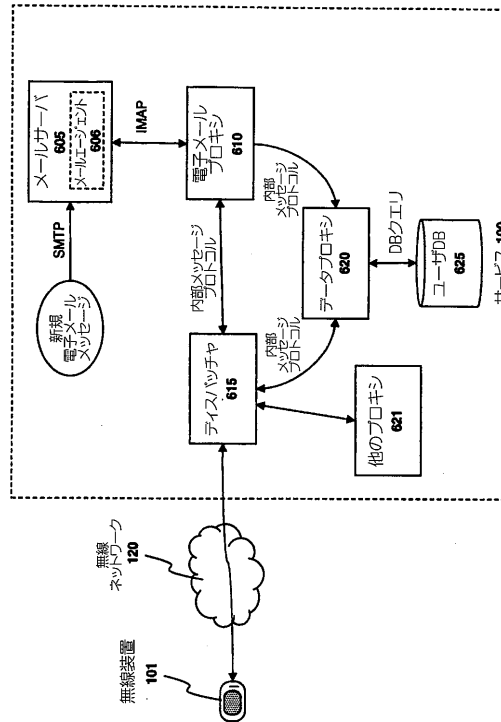 新規
電子メール
メッセージ
SMTP
メールサーバ
605
メールエージェント
606
IMAP
電子メール
プロキシ
610
内部メッセージ
プロトコル
ディスパッチャ
615
内部
メッセージ
プロトコル
内部
メッセージ
プロトコル
データプロキシ
620
DBクエリ
ユーザDB
625
他のプロキシ
621
無線
ネットワーク
120
無線装置
101
サービス 100